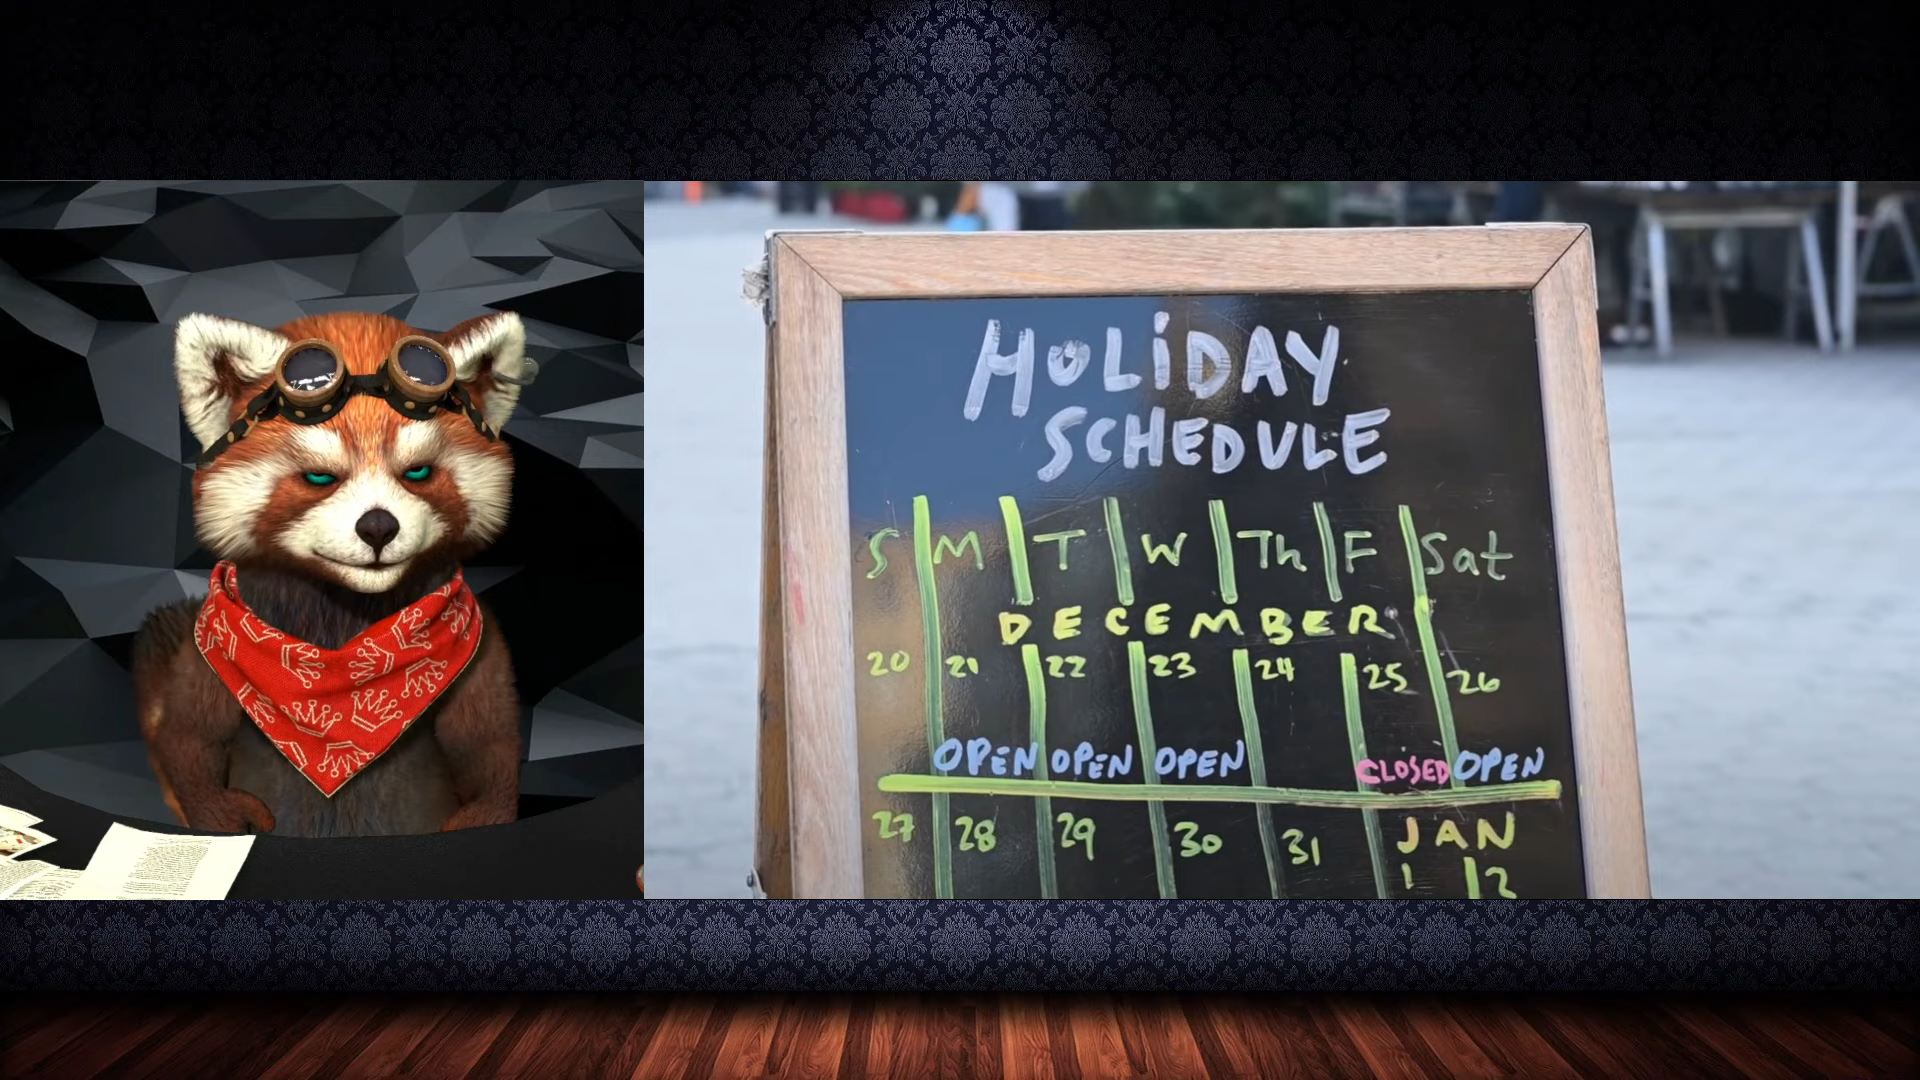 HOLiDAY
SCHEDULE
S M T W Th F Sat
DECEMBER
20 21 22 23 24 25 26
OPEN OPEN OPEN CLOSED OPEN
27 28 29 30 31 JAN
1 2